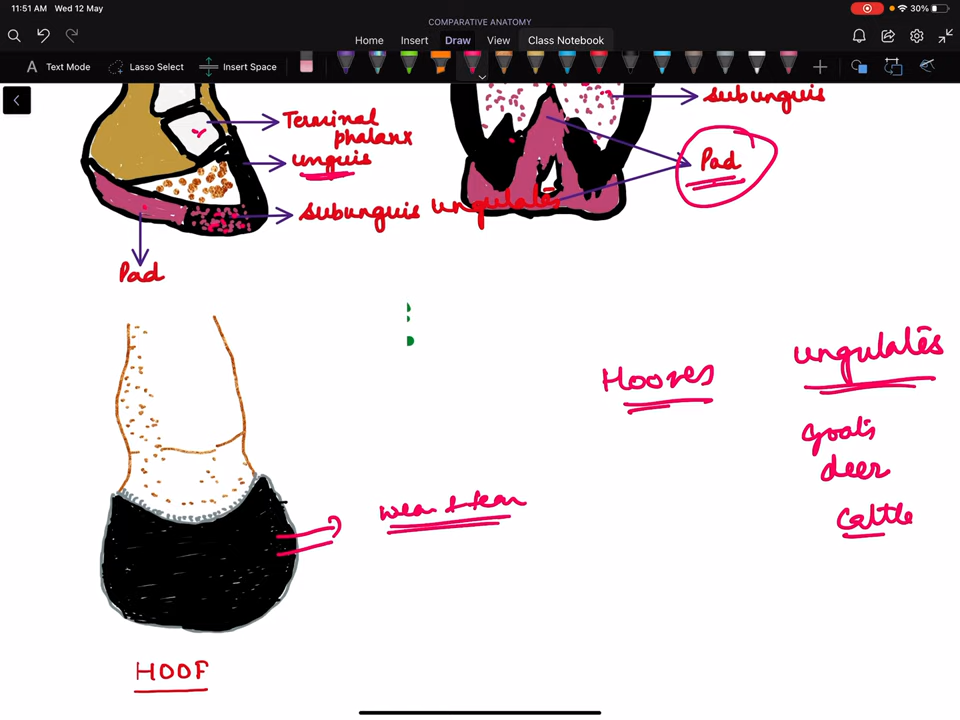 11:51 AM Wed 12 May
30%
COMPARATIVE ANATOMY
Home Insert Draw View Class Notebook
Text Mode Lasso Select Insert Space
Terminal phalanx
unguis
subunguis
Pad
subunguis
Pad
ungulates
Hooves
ungulates
goats
deer
cattle
wear & tear
HOOF